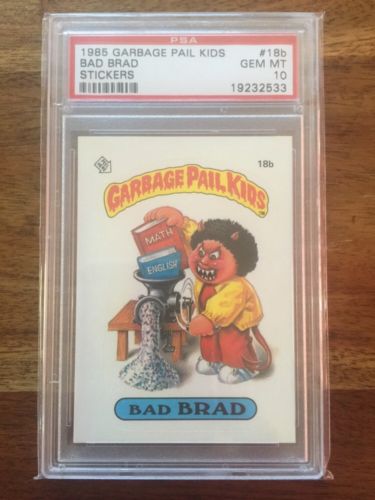 PSA
1985 GARBAGE PAIL KIDS #18b
BAD BRAD GEM MT
STICKERS 10
19232533
18b
GARBAGE PAIL KIDS
MATH
ENGLISH
BAD BRAD